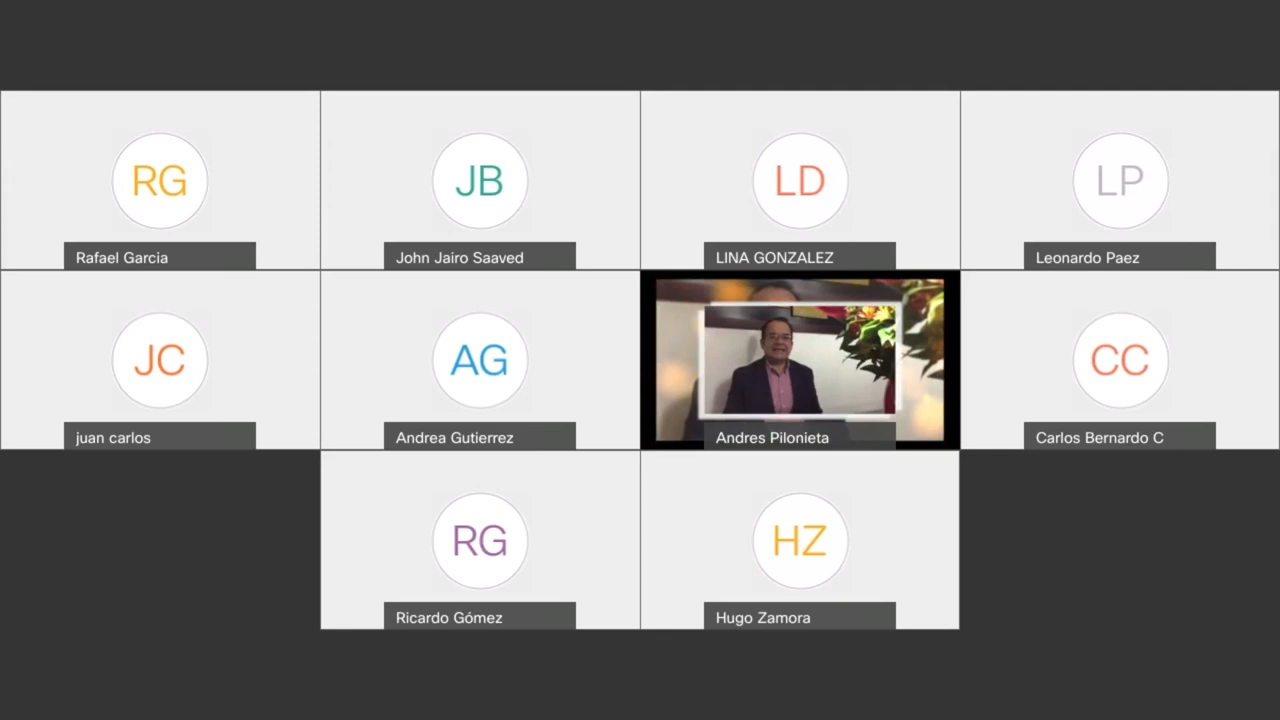 RG
Rafael Garcia
JB
John Jairo Saaved
LD
LINA GONZALEZ
LP
Leonardo Paez
JC
juan carlos
AG
Andrea Gutierrez
Andres Pilonieta
CC
Carlos Bernardo C
RG
Ricardo Gómez
HZ
Hugo Zamora